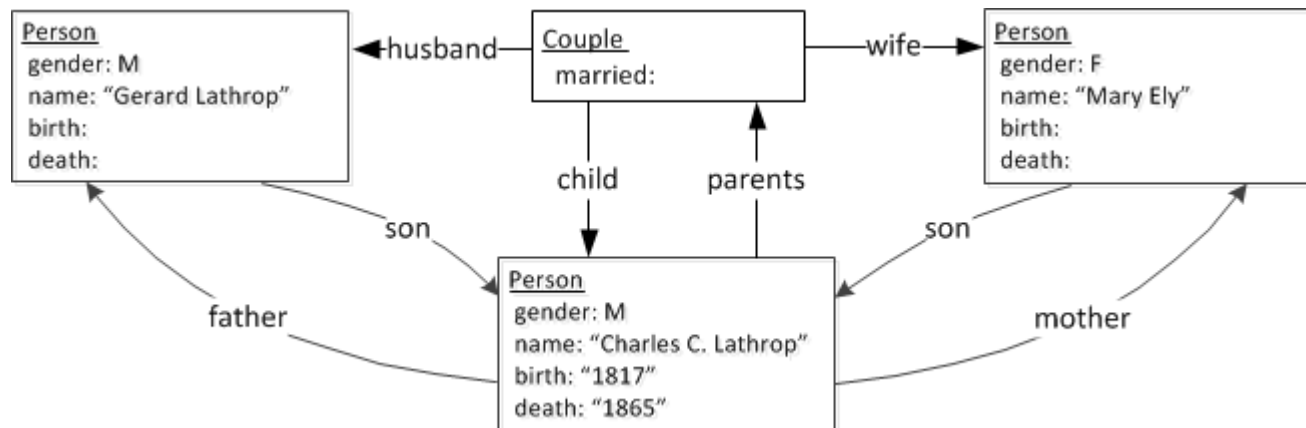 Person
gender: M
name: “Gerard Lathrop”
birth:
death:
husband
Couple
married:
wife
Person
gender: F
name: “Mary Ely”
birth:
death:
child
parents
son
son
father
mother
Person
gender: M
name: “Charles C. Lathrop”
birth: “1817”
death: “1865”